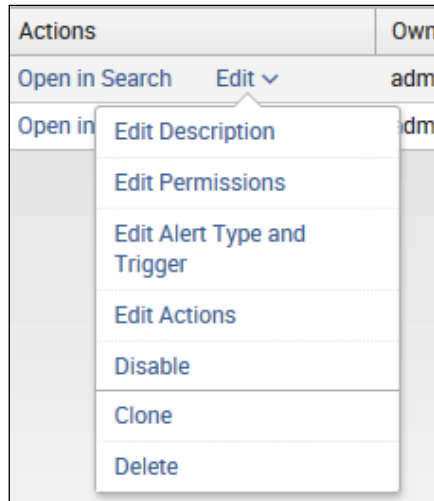 Actions Own
Open in Search Edit adm
Open in dm
Edit Description
Edit Permissions
Edit Alert Type and
Trigger
Edit Actions
Disable
Clone
Delete